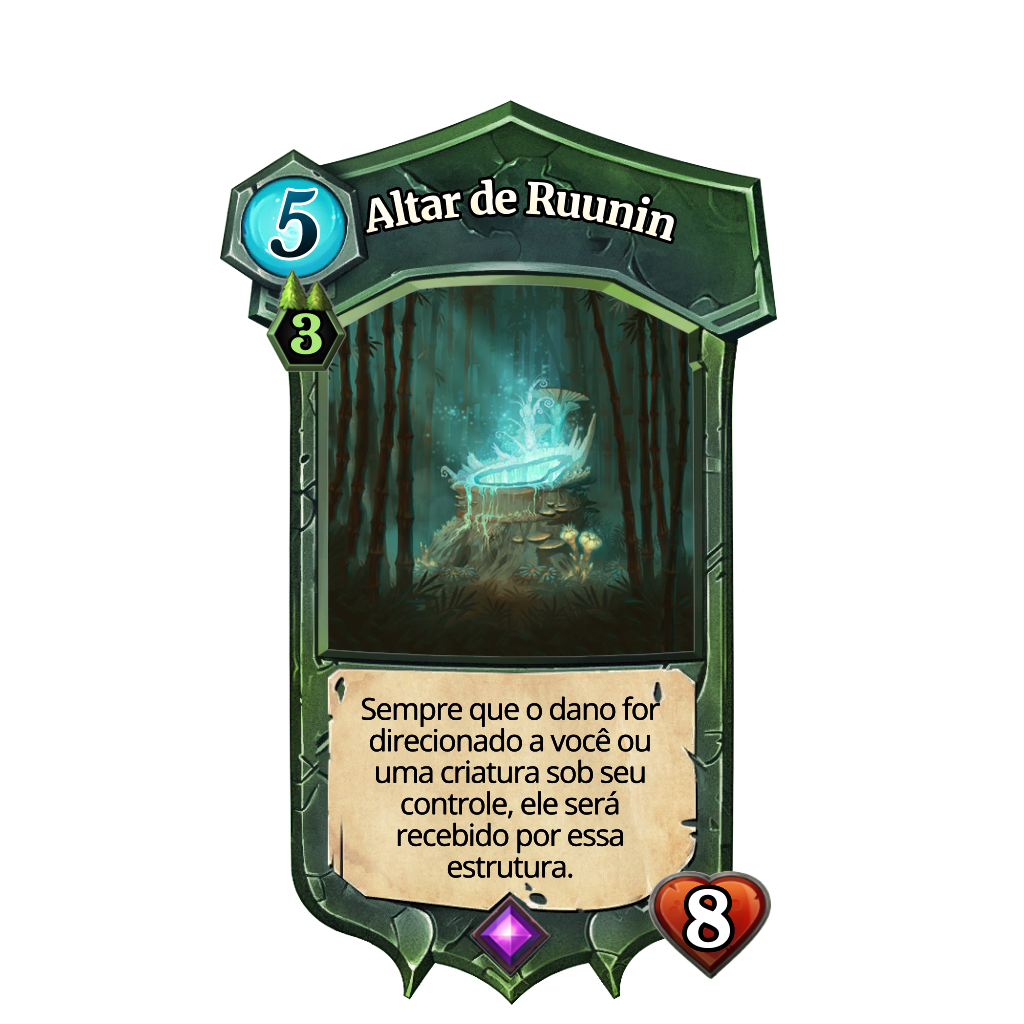 5
Altar de Ruunin
3
Sempre que o dano for
direcionado a você ou
uma criatura sob seu
controle, ele será
recebido por essa
estrutura.
8